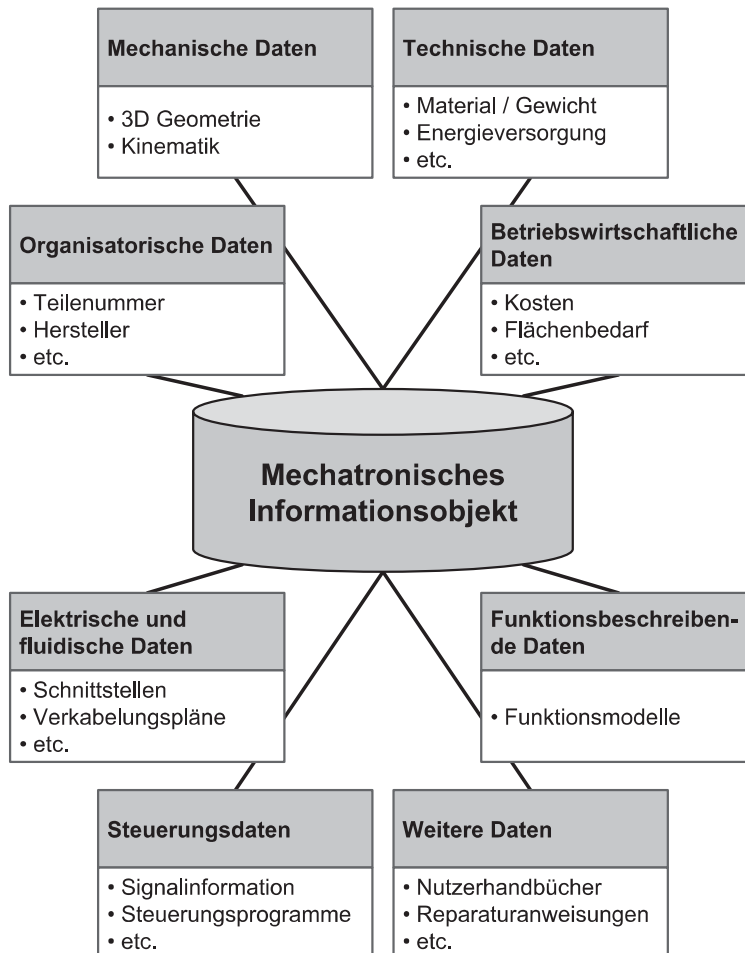 Mechanische Daten
• 3D Geometrie
• Kinematik
Technische Daten
• Material / Gewicht
• Energieversorgung
• etc.
Organisatorische Daten
• Teilenummer
• Hersteller
• etc.
Betriebswirtschaftliche
Daten
• Kosten
• Flächenbedarf
• etc.
Mechatronisches
Informationsobjekt
Elektrische und
fluidische Daten
• Schnittstellen
• Verkabelungspläne
• etc.
Funktionsbeschreiben-
de Daten
• Funktionsmodelle
Steuerungsdaten
• Signalinformation
• Steuerungsprogramme
• etc.
Weitere Daten
• Nutzerhandbücher
• Reparaturanweisungen
• etc.